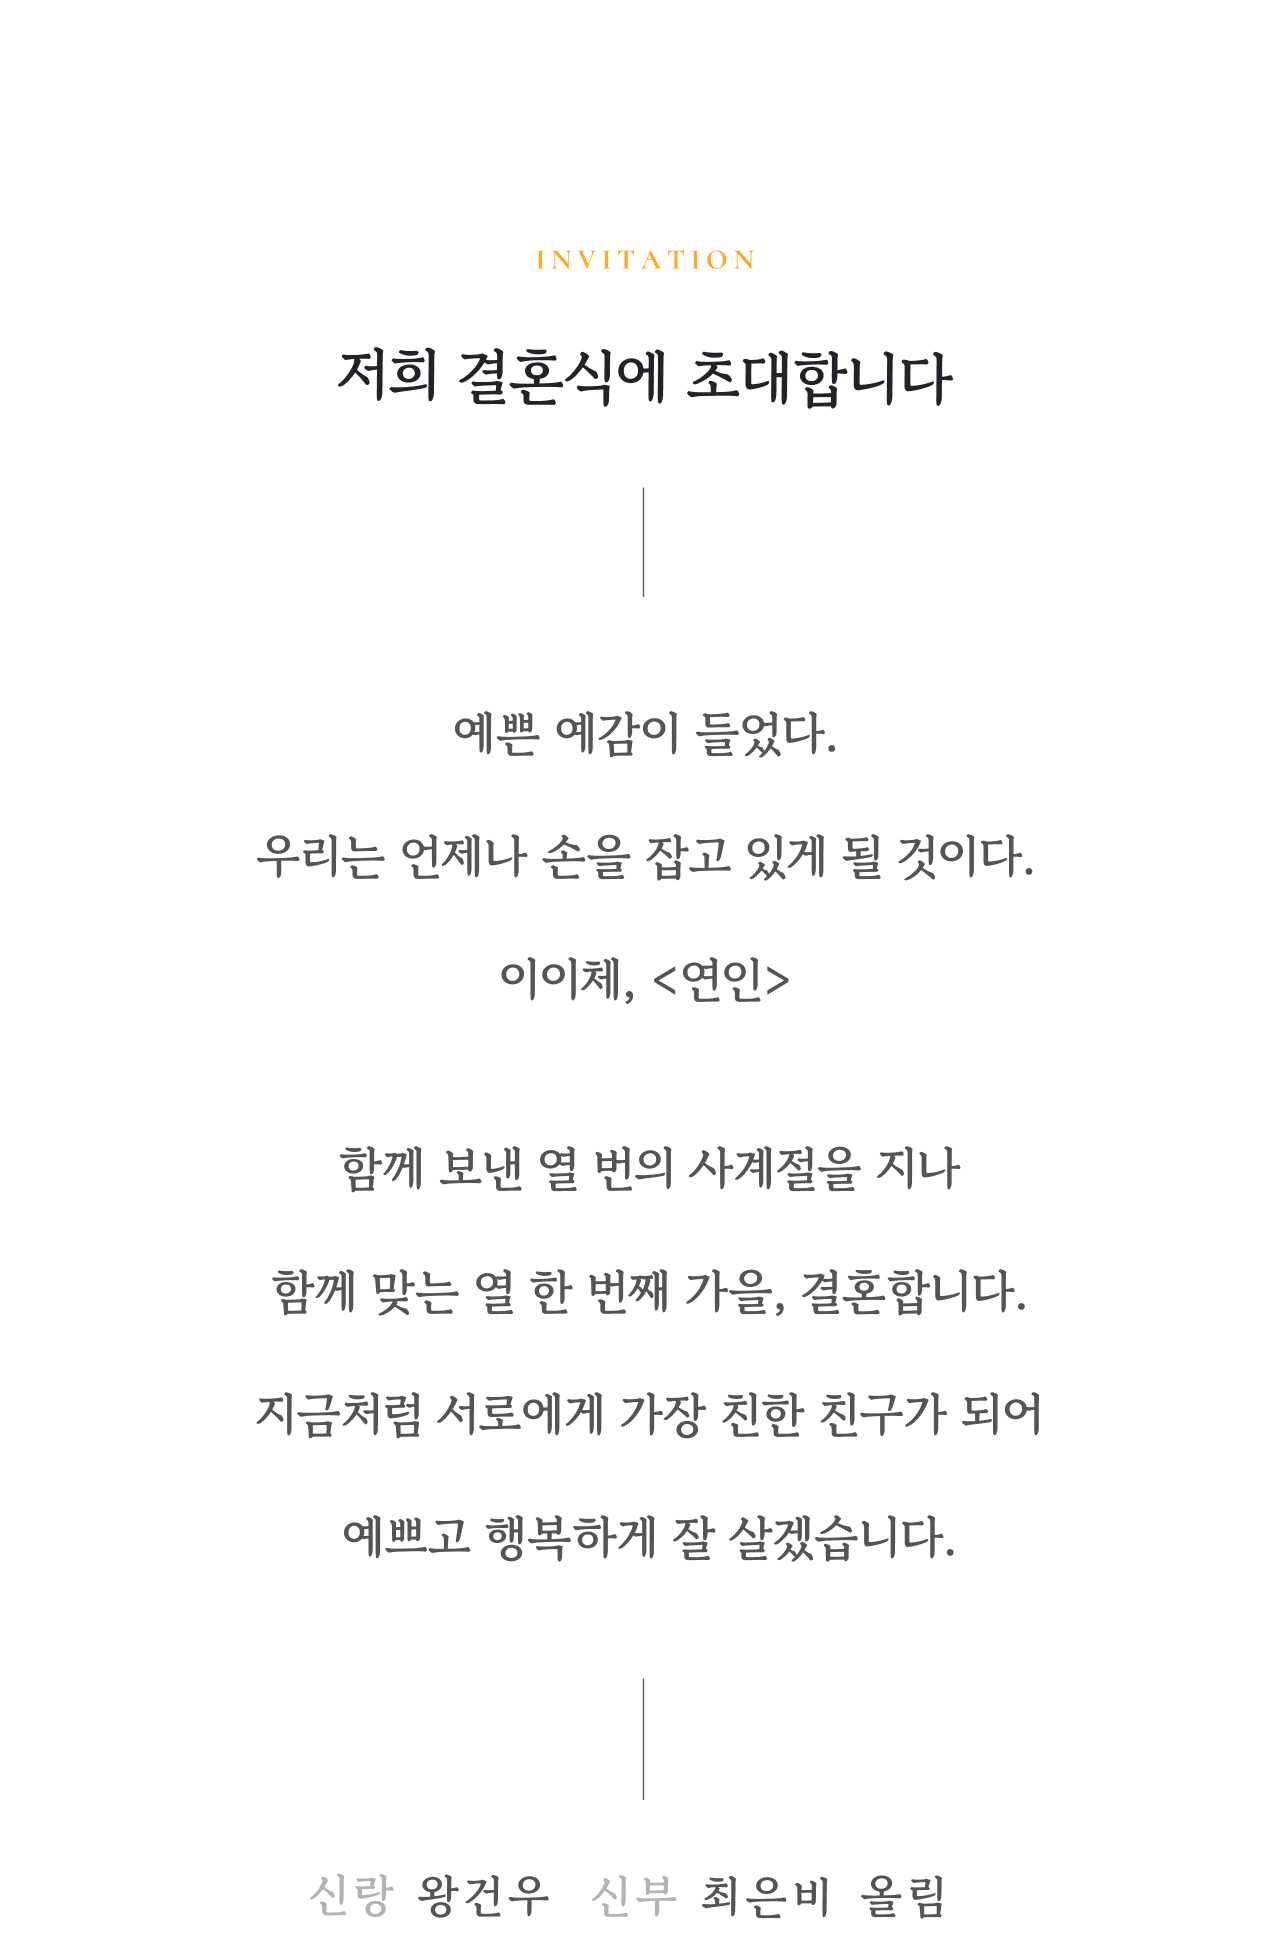 INVITATION
저희 결혼식에 초대합니다
예쁜 예감이 들었다.
우리는 언제나 손을 잡고 있게 될 것이다.
이이체, <연인>
함께 보낸 열 번의 사계절을 지나
함께 맞는 열 한 번째 가을, 결혼합니다.
지금처럼 서로에게 가장 친한 친구가 되어
예쁘고 행복하게 잘 살겠습니다.
신랑 왕건우 신부 최은비 올림